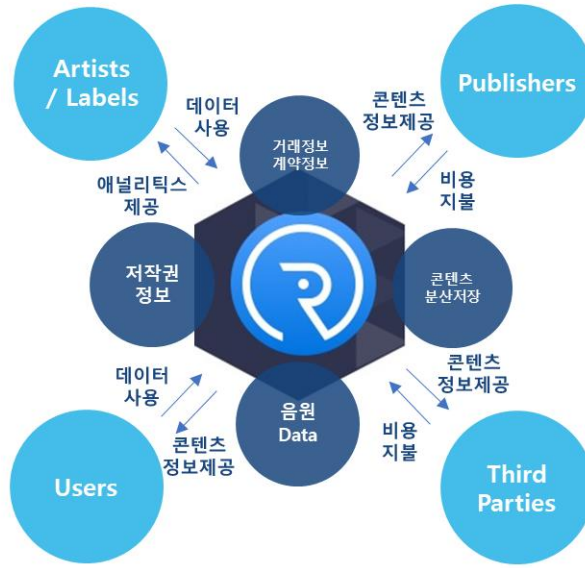 Artists
/ Labels
Publishers
데이터
사용
콘텐츠
정보제공
거래정보
계약정보
애널리틱스
제공
비용
지불
저작권
정보
콘텐츠
분산저장
데이터
사용
콘텐츠
정보제공
음원
Data
콘텐츠
정보제공
비용
지불
Users
Third
Parties